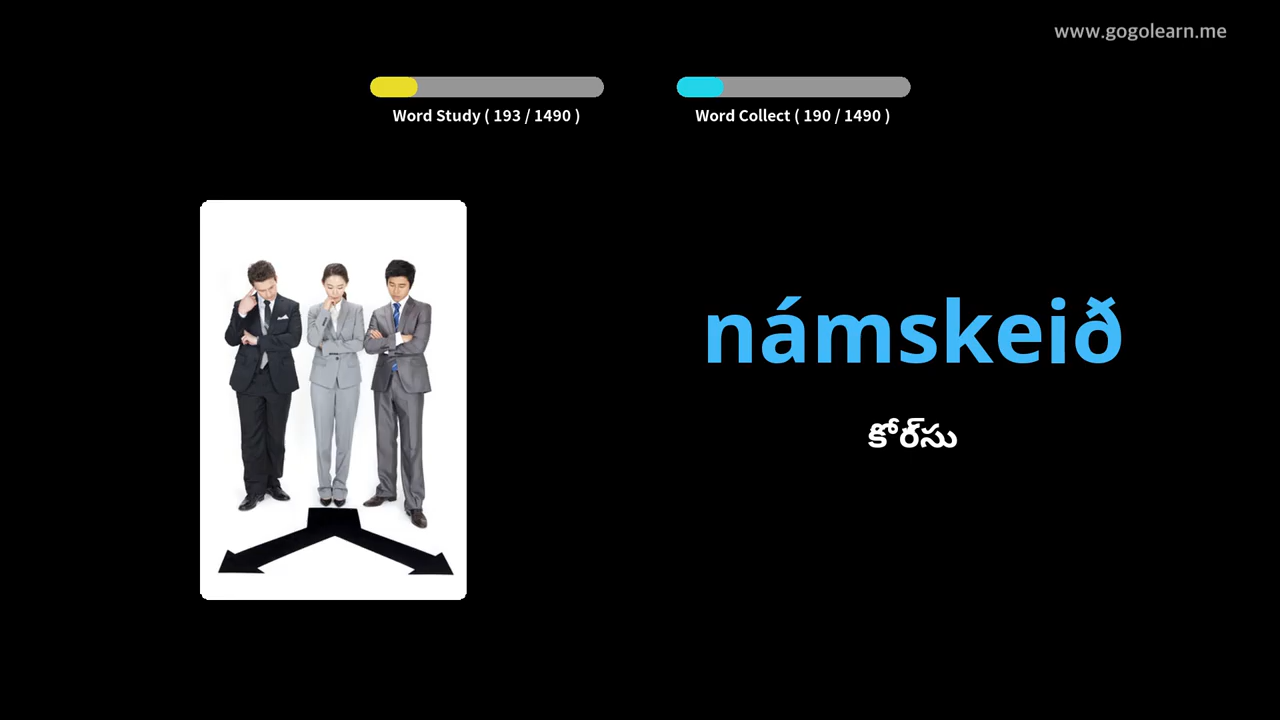 www.gogolearn.me
Word Study ( 193 / 1490 )
Word Collect ( 190 / 1490 )
námskeið
కోర్‌సు